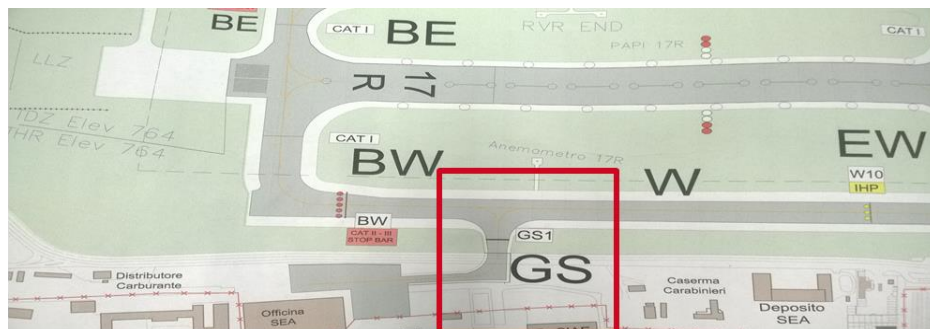 BE
CAT I
BE
RVR END
CAT I
PAPI 17R
LLZ
17
R
TDZ Elev 764
THR Elev 764
CAT I
BW
Anemometro 17R
W
EW
W10
IHP
BW
CAT II - III
STOP BAR
GS1
GS
Distributore
Carburante
Caserma
Carabinieri
Officina
SEA
Deposito
SEA